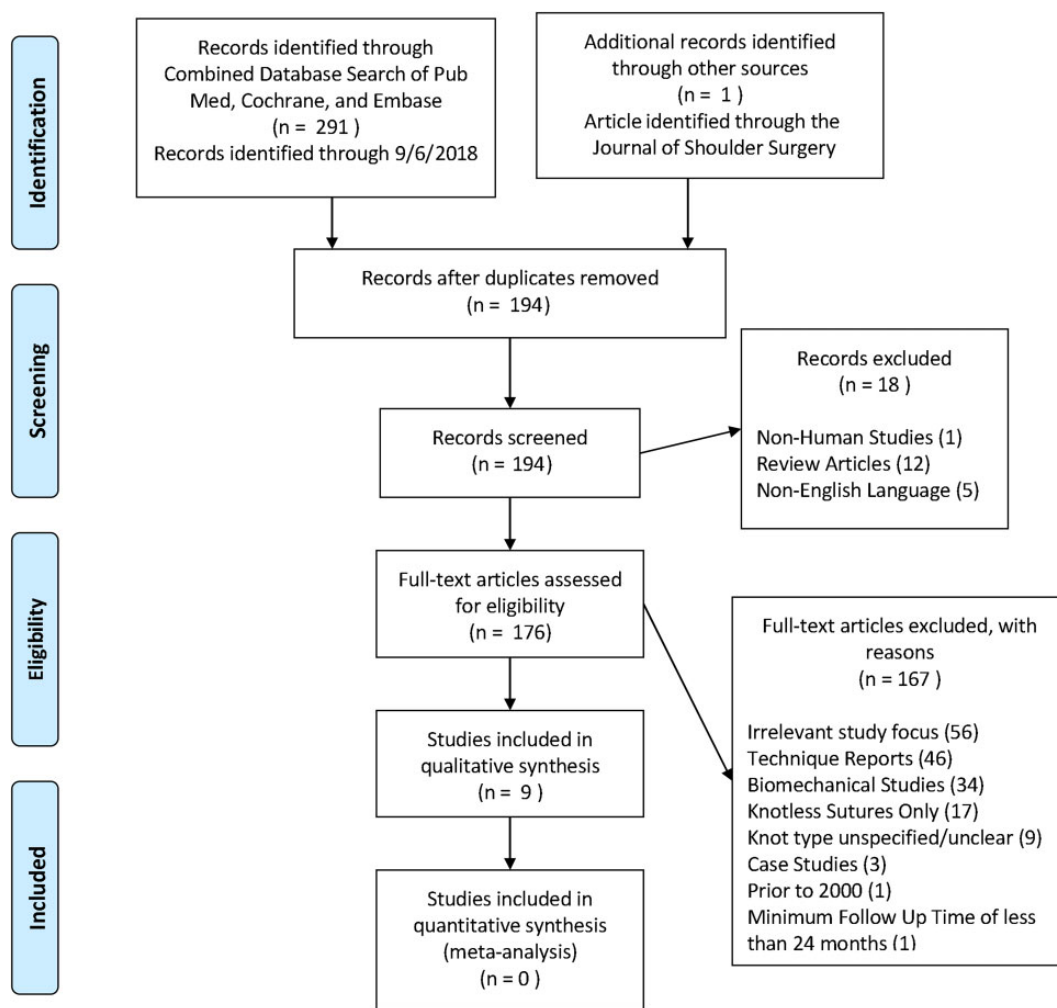 Identification
Records identified through
Combined Database Search of Pub
Med, Cochrane, and Embase
(n = 291)
Records identified through 9/6/2018
Additional records identified
through other sources
(n = 1 )
Article identified through the
Journal of Shoulder Surgery
Records after duplicates removed
(n = 194)
Screening
Records screened
(n = 194)
Records excluded
(n = 18 )
Non-Human Studies (1)
Review Articles (12)
Non-English Language (5)
Eligibility
Full-text articles assessed
for eligibility
(n = 176)
Full-text articles excluded, with
reasons
(n = 167 )
Irrelevant study focus (56)
Technique Reports (46)
Biomechanical Studies (34)
Knotless Sutures Only (17)
Knot type unspecified/unclear (9)
Case Studies (3)
Prior to 2000 (1)
Minimum Follow Up Time of less
than 24 months (1)
Studies included in
qualitative synthesis
(n = 9 )
Included
Studies included in
quantitative synthesis
(meta-analysis)
(n = 0 )